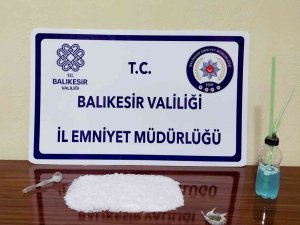 T.C.
BALIKESİR
VALİLİĞİ
T.C.
BALIKESİR VALİLİĞİ
İL EMNİYET MÜDÜRLÜĞÜ